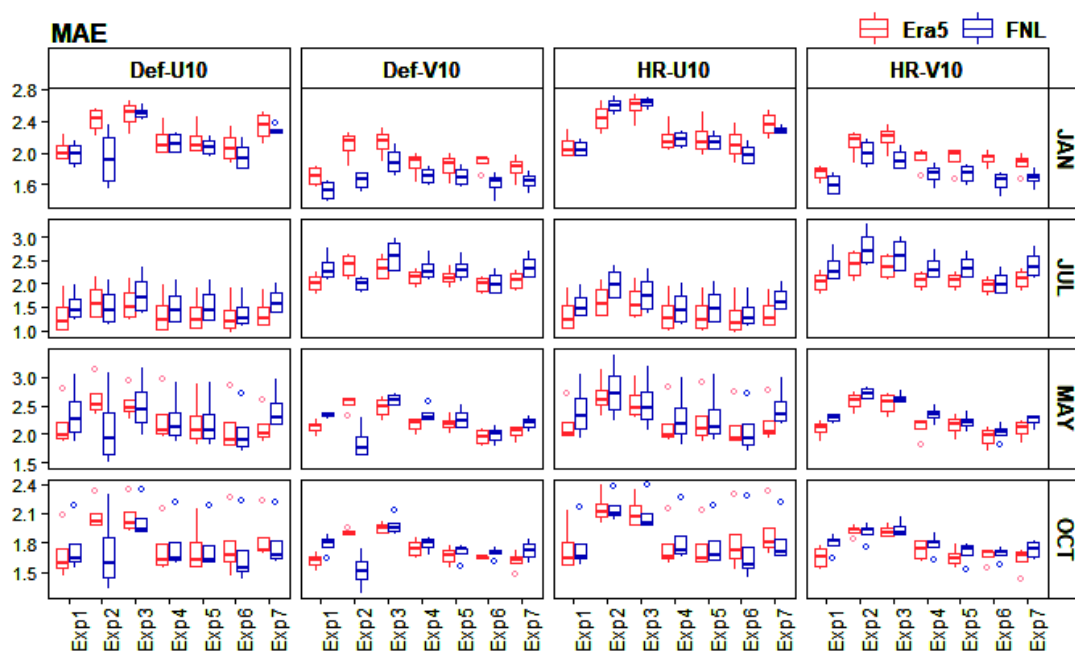 MAE
Era5 FNL
Def-U10 Def-V10 HR-U10 HR-V10
2.8
2.4
2.0
1.6
JAN
3.0
2.5
2.0
1.5
1.0
JUL
3.0
2.5
2.0
1.5
MAY
2.4
2.1
1.8
1.5
OCT
Exp1 Exp2 Exp3 Exp4 Exp5 Exp6 Exp7 Exp1 Exp2 Exp3 Exp4 Exp5 Exp6 Exp7 Exp1 Exp2 Exp3 Exp4 Exp5 Exp6 Exp7 Exp1 Exp2 Exp3 Exp4 Exp5 Exp6 Exp7